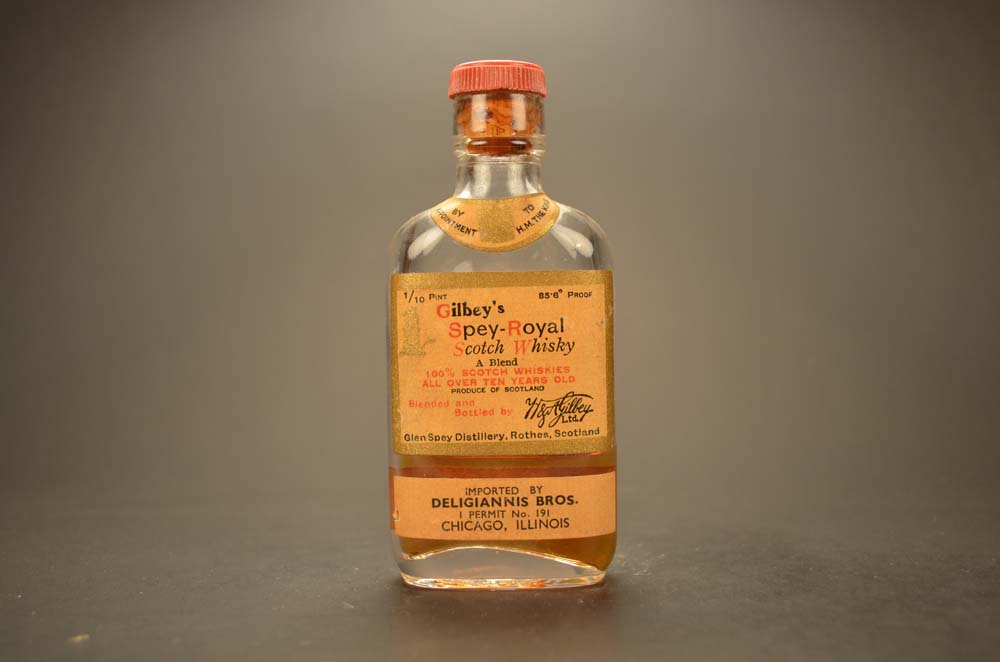 BY TO
H.M. THE
1/10 PINT 85·6° PROOF
Gilbey's
Spey-Royal
Scotch Whisky
A Blend
100% SCOTCH WHISKIES
ALL OVER TEN YEARS OLD
PRODUCE OF SCOTLAND
Blended and
Bottled by W&A Gilbey
Ltd.
Glen Spey Distillery, Rothes, Scotland
IMPORTED BY
DELIGIANNIS BROS.
I PERMIT No. 191
CHICAGO, ILLINOIS